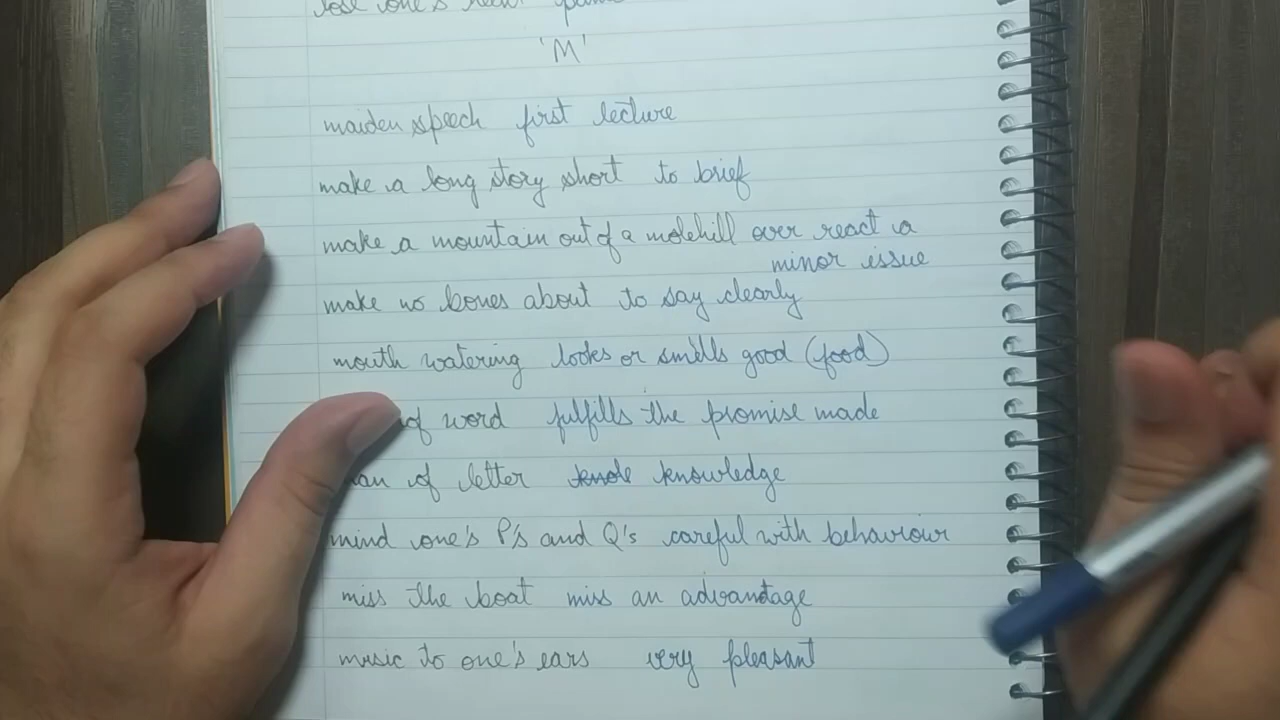 lose one's
'M'
maiden speech first lecture
make a long story short to brief
make a mountain out of a molehill over react a
minor issue
make no bones about to say clearly
mouth watering looks or smells good (food)
of word fulfills the promise made
of letter knowledge
mind one's P's and Q's careful with behaviour
miss the boat miss an advantage
music to one's ears very pleasant